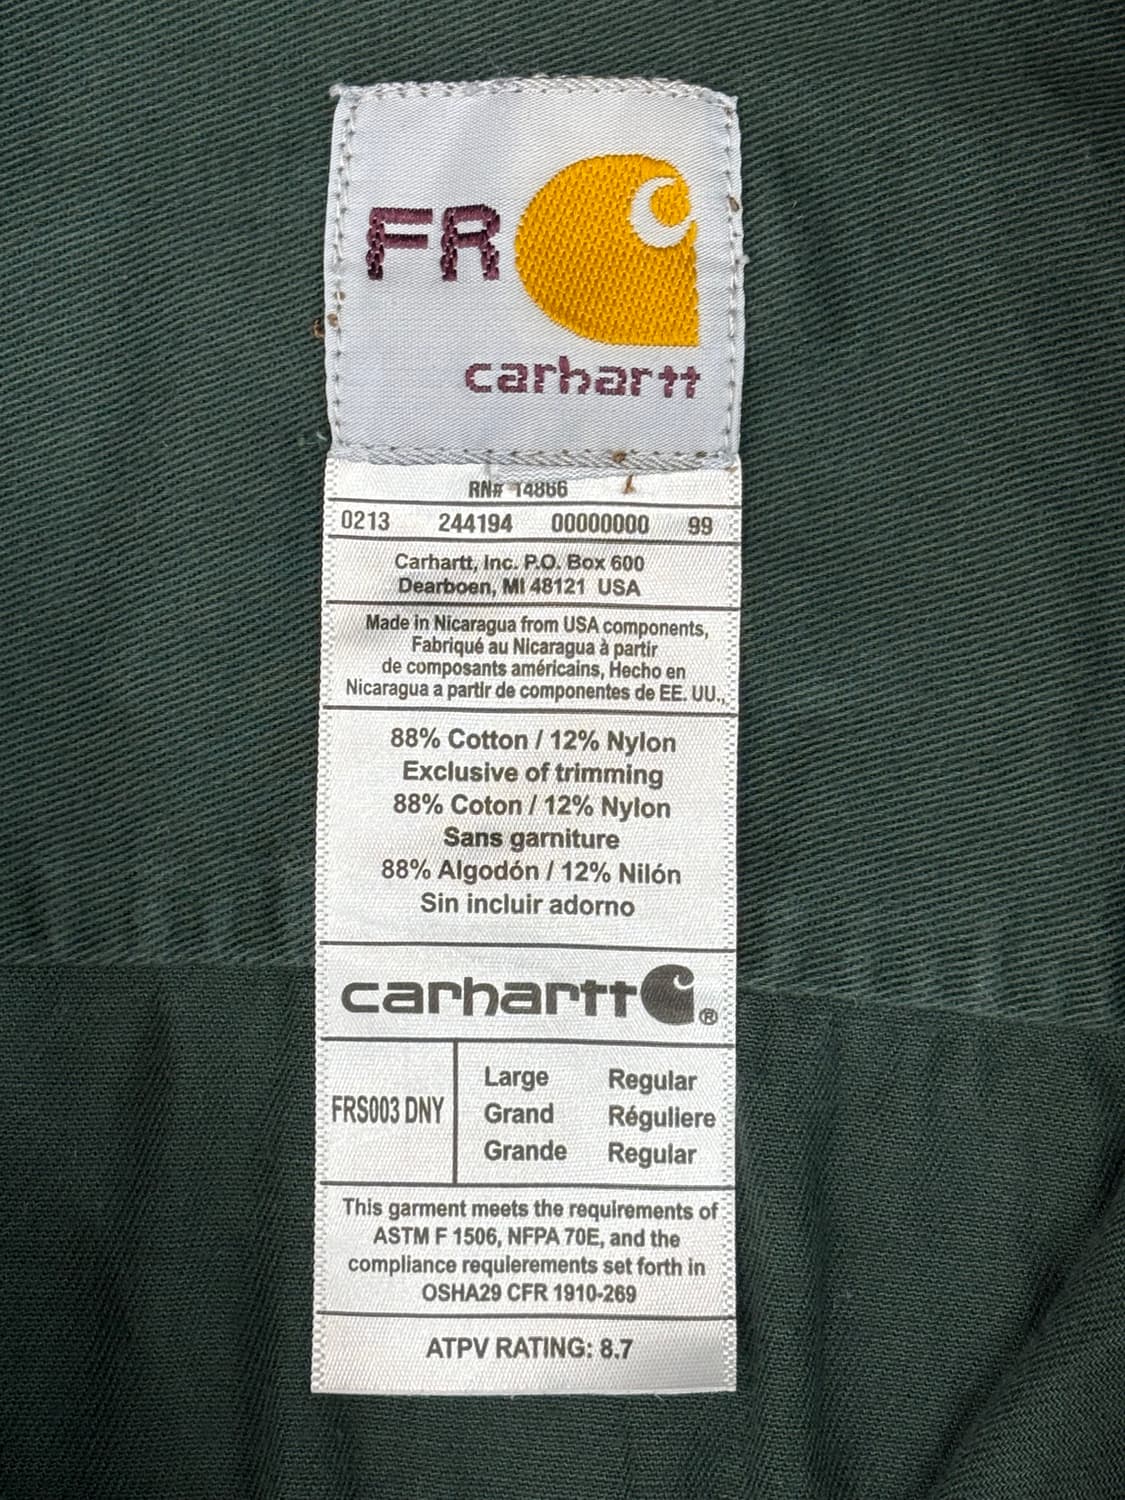 FR
carhartt
RN# 14866
0213 244194 00000000 99
Carhartt, Inc. P.O. Box 600
Dearboen, MI 48121 USA
Made in Nicaragua from USA components,
Fabriqué au Nicaragua à partir
de composants américains, Hecho en
Nicaragua a partir de componentes de EE. UU.,
88% Cotton / 12% Nylon
Exclusive of trimming
88% Coton / 12% Nylon
Sans garniture
88% Algodón / 12% Nilón
Sin incluir adorno
carhartt ®
FRS003 DNY
Large Regular
Grand Réguliere
Grande Regular
This garment meets the requirements of
ASTM F 1506, NFPA 70E, and the
compliance requlerements set forth in
OSHA29 CFR 1910-269
ATPV RATING: 8.7